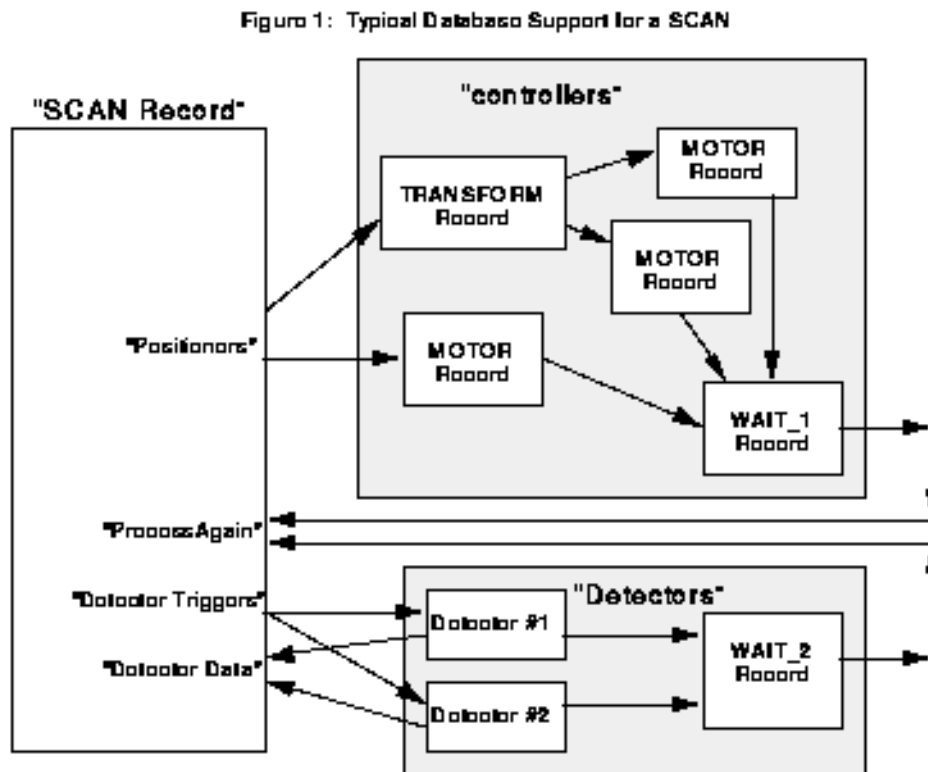 Figure 1: Typical Database Support for a SCAN
"SCAN Record"
"controllers"
MOTOR
Record
TRANSFORM
Record
MOTOR
Record
"Positioners"
MOTOR
Record
WAIT_1
Record
"ProcessAgain"
"Detector Triggers"
"Detectors"
Detector #1
WAIT_2
Record
"Detector Data"
Detector #2